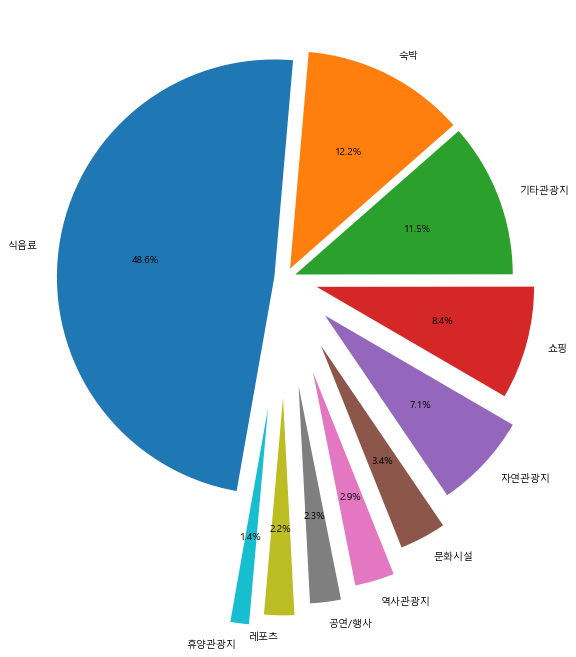 숙박
12.2%
기타관광지
11.5%
식음료
48.6%
8.4%
쇼핑
7.1%
자연관광지
3.4%
문화시설
2.9%
역사관광지
2.3%
공연/행사
2.2%
레포츠
1.4%
휴양관광지